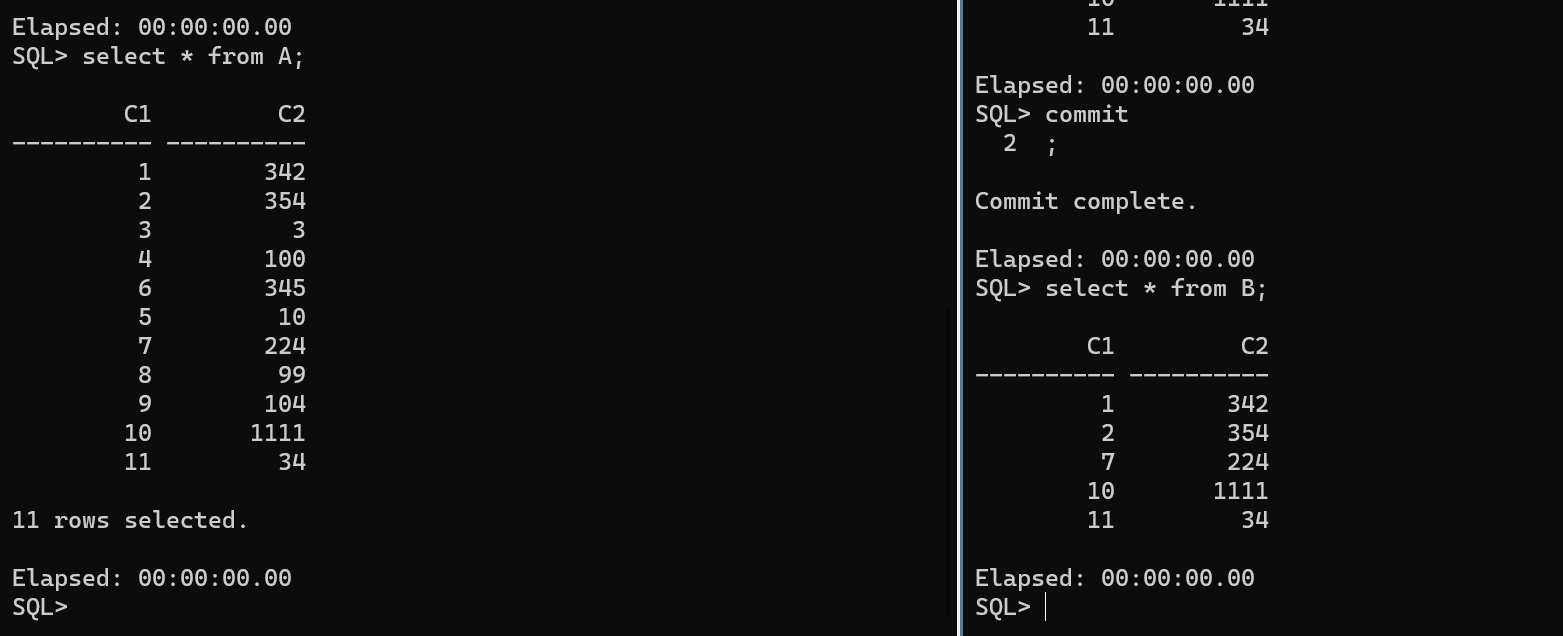 Elapsed: 00:00:00.00
SQL> select * from A;
C1 C2
---------- ----------
1 342
2 354
3 3
4 100
6 345
5 10
7 224
8 99
9 104
10 1111
11 34
11 rows selected.
Elapsed: 00:00:00.00
SQL>
10 1111
11 34
Elapsed: 00:00:00.00
SQL> commit
2 ;
Commit complete.
Elapsed: 00:00:00.00
SQL> select * from B;
C1 C2
---------- ----------
1 342
2 354
7 224
10 1111
11 34
Elapsed: 00:00:00.00
SQL>